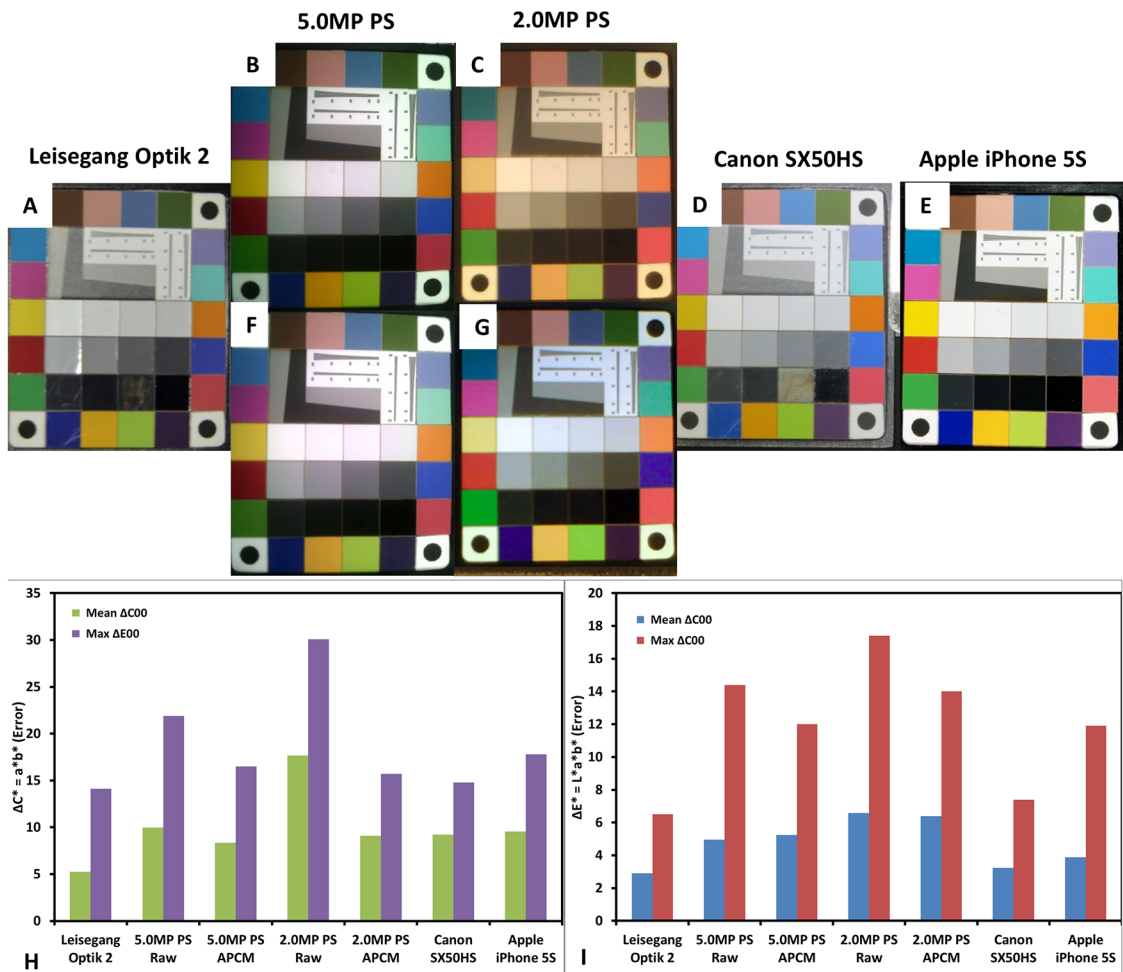 5.0MP PS
2.0MP PS
B
C
Leisegang Optik 2
Canon SX50HS
Apple iPhone 5S
A
D
E
F
G
35
30
25
20
15
10
5
0
ΔC* = a*b* (Error)
Mean ΔC00
Max ΔE00
Leisegang
Optik 2
5.0MP PS
Raw
5.0MP PS
APCM
2.0MP PS
Raw
2.0MP PS
APCM
Canon
SX50HS
Apple
iPhone 5S
H
20
18
16
14
12
10
8
6
4
2
0
ΔE* = L*a*b* (Error)
Mean ΔC00
Max ΔC00
Leisegang
Optik 2
5.0MP PS
Raw
5.0MP PS
APCM
2.0MP PS
Raw
2.0MP PS
APCM
Canon
SX50HS
Apple
iPhone 5S
I